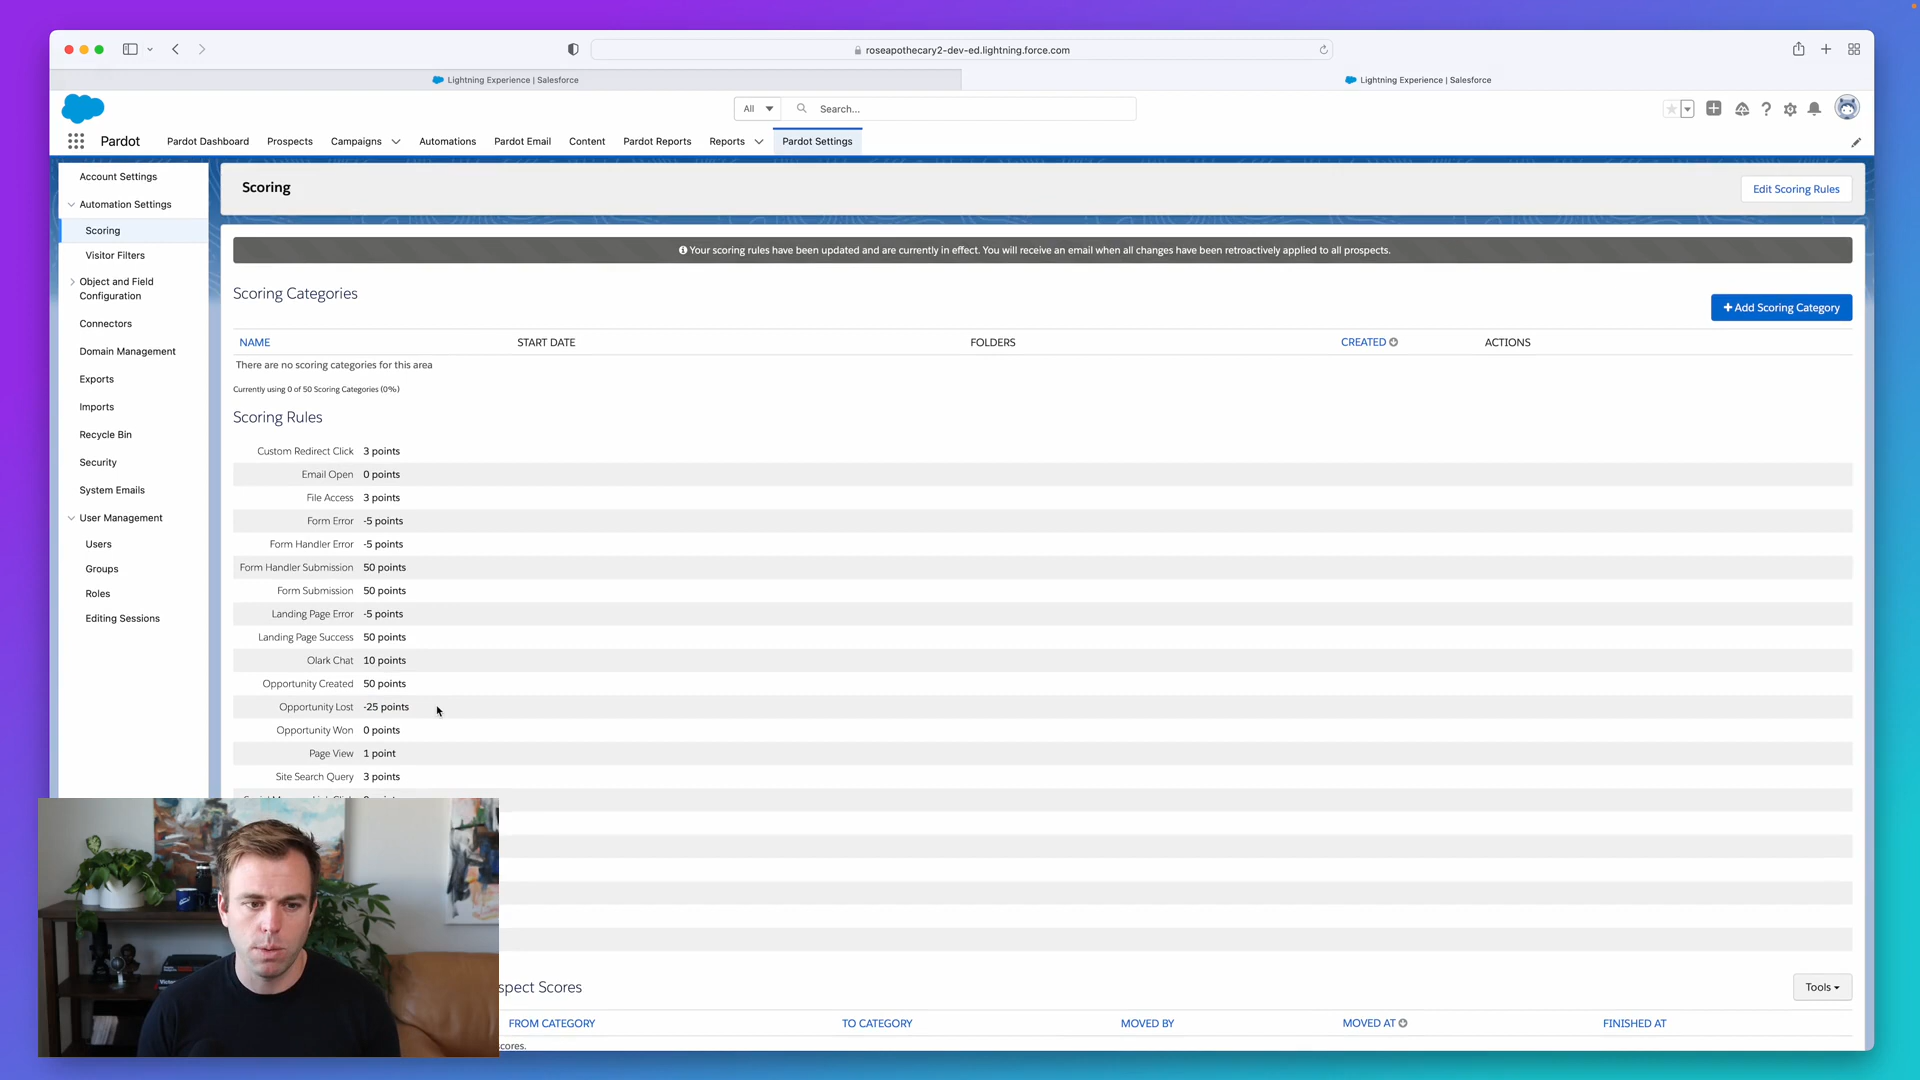 roseapothecary2-dev-ed.lightning.force.com
Lightning Experience | Salesforce
Lightning Experience | Salesforce
All
Search...
Pardot
Pardot Dashboard
Prospects
Campaigns
Automations
Pardot Email
Content
Pardot Reports
Reports
Pardot Settings
Account Settings
Automation Settings
Scoring
Visitor Filters
Object and Field
Configuration
Connectors
Domain Management
Exports
Imports
Recycle Bin
Security
System Emails
User Management
Users
Groups
Roles
Editing Sessions
Scoring
Edit Scoring Rules
Your scoring rules have been updated and are currently in effect. You will receive an email when all changes have been retroactively applied to all prospects.
Scoring Categories
+ Add Scoring Category
NAME START DATE FOLDERS CREATED ACTIONS
There are no scoring categories for this area
Currently using 0 of 50 Scoring Categories (0%)
Scoring Rules
Custom Redirect Click 3 points
Email Open 0 points
File Access 3 points
Form Error -5 points
Form Handler Error -5 points
Form Handler Submission 50 points
Form Submission 50 points
Landing Page Error -5 points
Landing Page Success 50 points
Olark Chat 10 points
Opportunity Created 50 points
Opportunity Lost -25 points
Opportunity Won 0 points
Page View 1 point
Site Search Query 3 points
spect Scores
Tools
FROM CATEGORY TO CATEGORY MOVED BY MOVED AT FINISHED AT
cores.